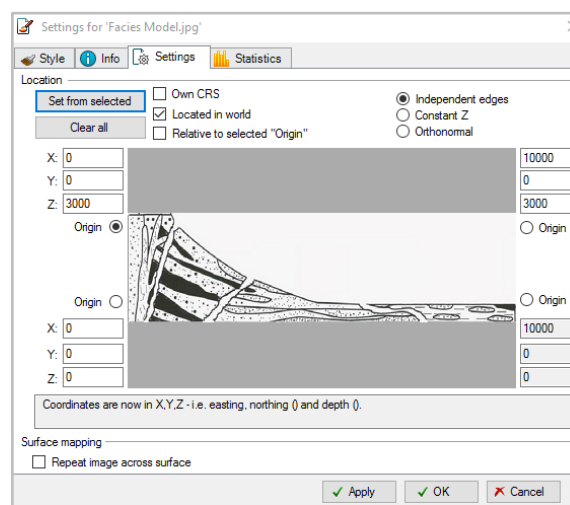 Settings for 'Facies Model.jpg'
Style Info Settings Statistics
Location
Set from selected
Own CRS
Independent edges
Located in world
Constant Z
Clear all
Relative to selected "Origin"
Orthonormal
X: 0 10000
Y: 0 0
Z: 3000 3000
Origin Origin
Origin Origin
X: 0 10000
Y: 0 0
Z: 0 0
Coordinates are now in X,Y,Z - i.e. easting, northing () and depth ().
Surface mapping
Repeat image across surface
Apply OK Cancel